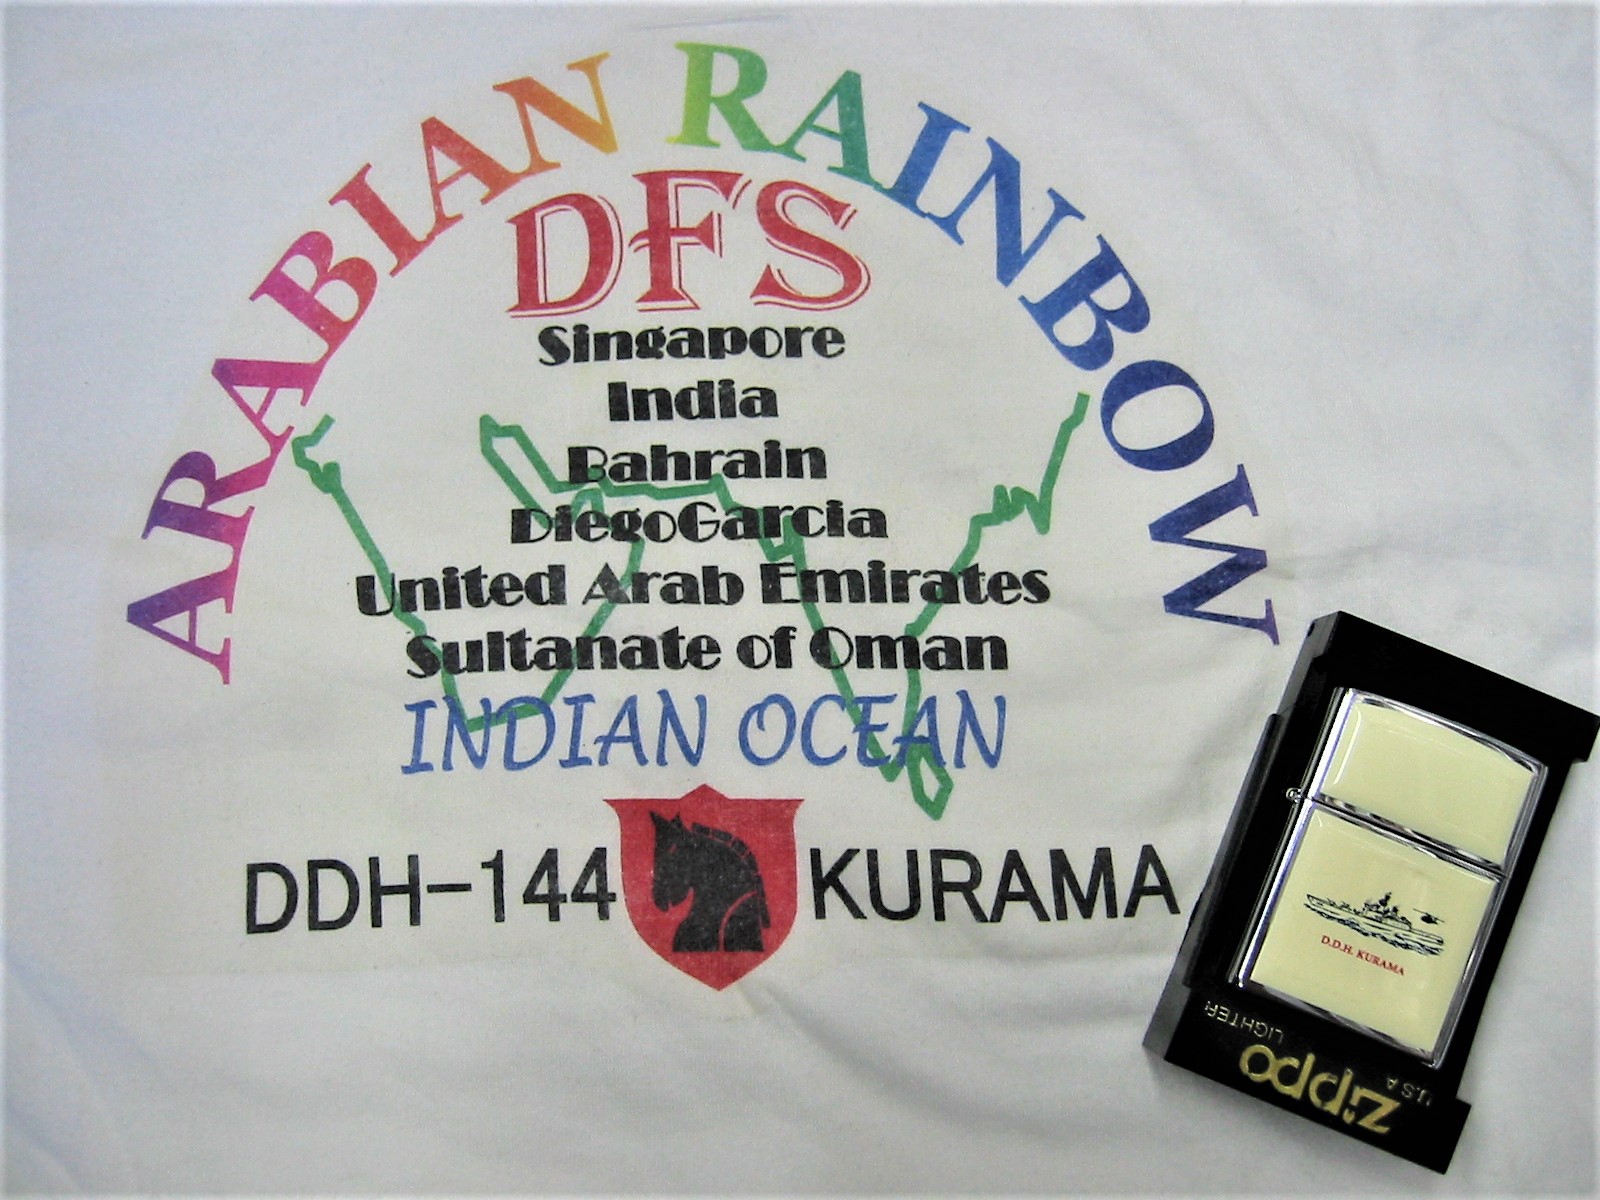 ARABIAN RAINBOW
DFS
Singapore
India
Bahrain
DiegoGarcia
United Arab Emirates
Sultanate of Oman
INDIAN OCEAN
DDH-144 KURAMA
D.D.H. KURAMA
Zippo
LIGHTER
U.S A